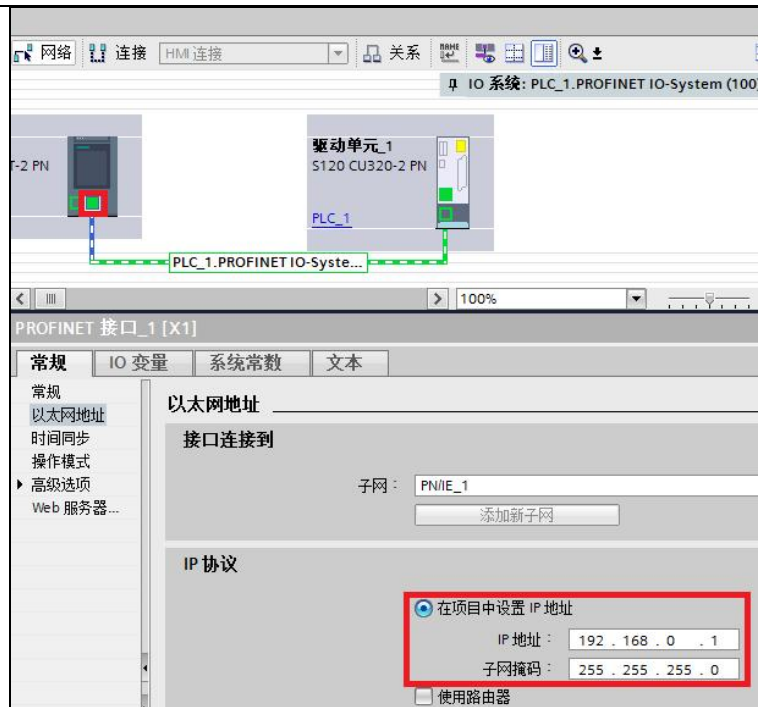 网络 连接 HMI 连接 关系
IO 系统: PLC_1.PROFINET IO-System (100)
驱动单元_1
T-2 PN
S120 CU320-2 PN
PLC_1
PLC_1.PROFINET IO-Syste...
100%
PROFINET 接口_1 [X1]
常规 IO 变量 系统常数 文本
常规
以太网地址
时间同步
操作模式
高级选项
Web 服务器...
以太网地址
接口连接到
子网: PN/IE_1
添加新子网
IP 协议
在项目中设置 IP 地址
IP 地址: 192 . 168 . 0 . 1
子网掩码: 255 . 255 . 255 . 0
使用路由器